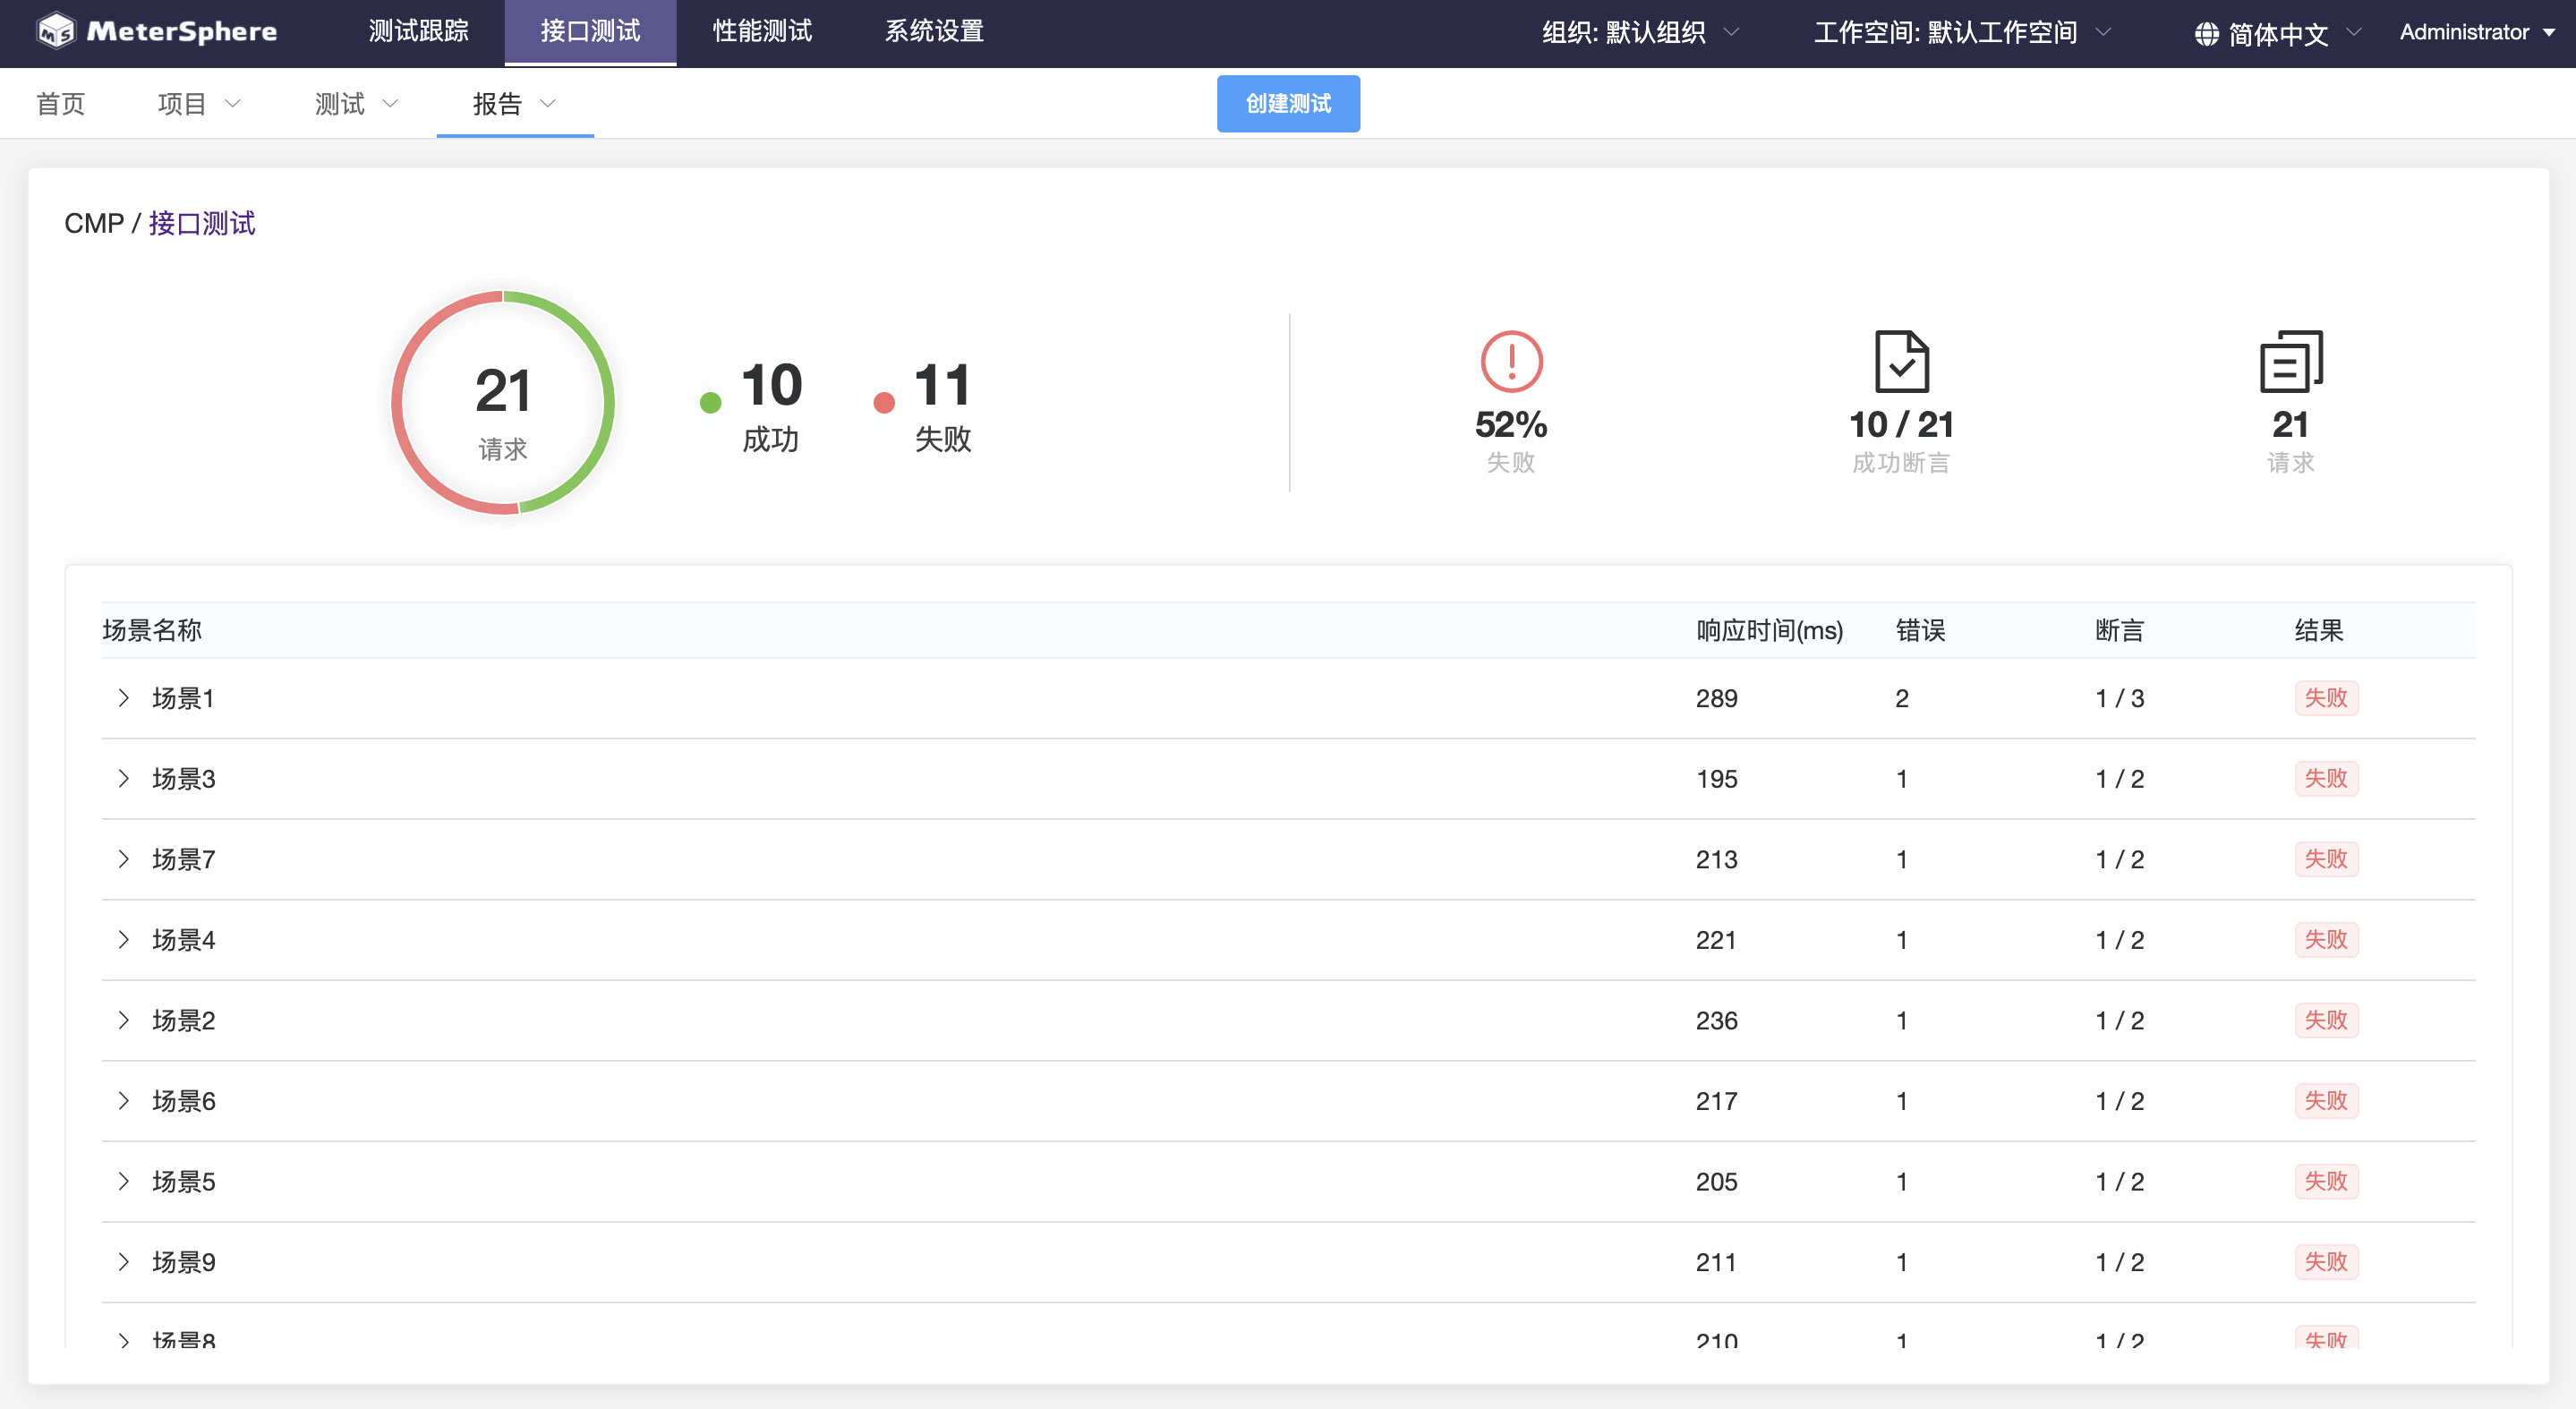 MeterSphere 测试跟踪 接口测试 性能测试 系统设置 组织: 默认组织 工作空间: 默认工作空间 简体中文 Administrator
首页 项目 测试 报告 创建测试
CMP / 接口测试
21
请求
10
成功
11
失败
52%
失败
10 / 21
成功断言
21
请求
场景名称 响应时间(ms) 错误 断言 结果
场景1 289 2 1 / 3 失败
场景3 195 1 1 / 2 失败
场景7 213 1 1 / 2 失败
场景4 221 1 1 / 2 失败
场景2 236 1 1 / 2 失败
场景6 217 1 1 / 2 失败
场景5 205 1 1 / 2 失败
场景9 211 1 1 / 2 失败
场景8 210 1 1 / 2 失败